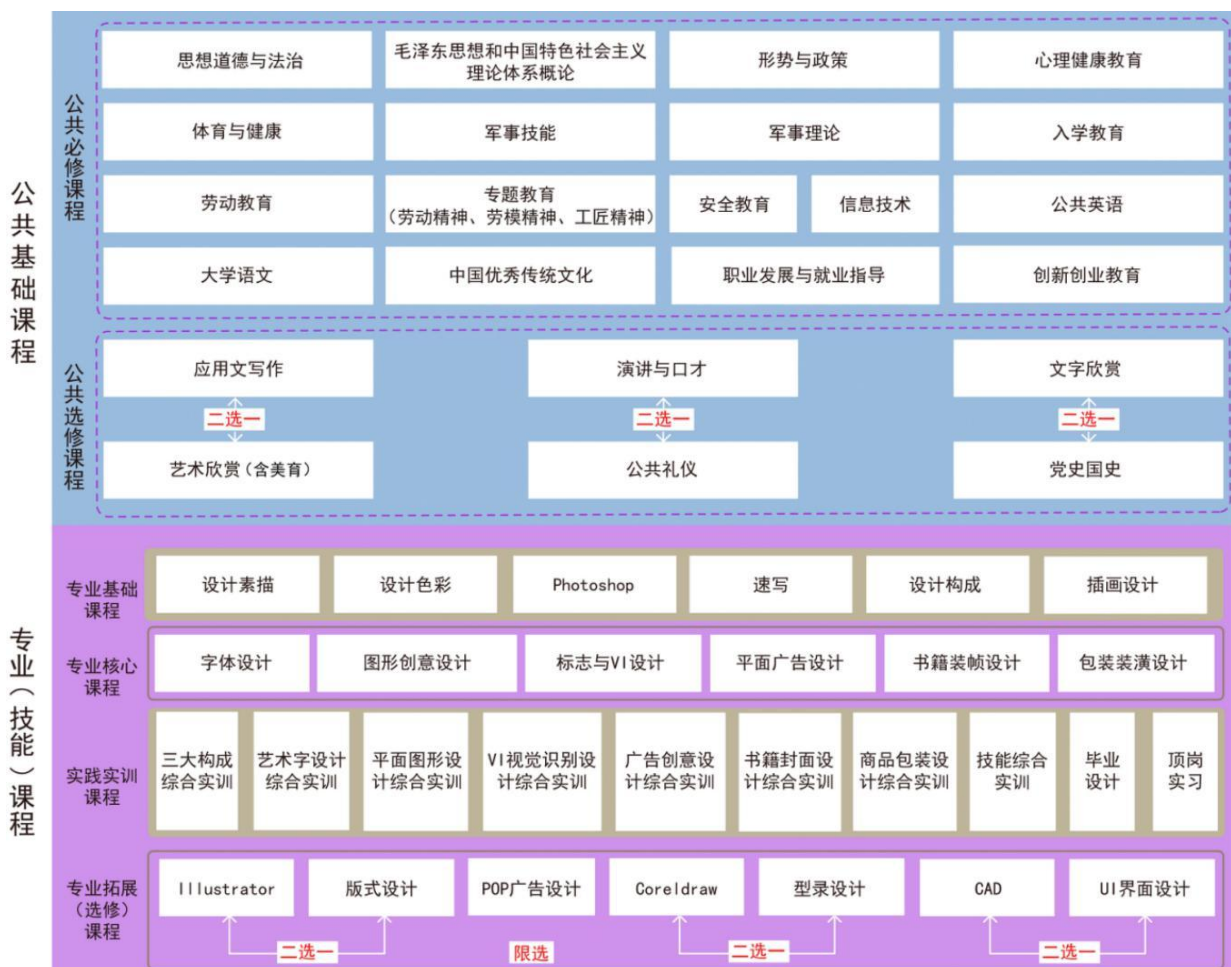 公共基础课程
公共必修课程
思想道德与法治
毛泽东思想和中国特色社会主义
理论体系概论
形势与政策
心理健康教育
体育与健康
军事技能
军事理论
入学教育
劳动教育
专题教育
(劳动精神、劳模精神、工匠精神)
安全教育
信息技术
公共英语
大学语文
中国优秀传统文化
职业发展与就业指导
创新创业教育
公共选修课程
应用文写作
演讲与口才
文字欣赏
二选一
二选一
二选一
艺术欣赏(含美育)
公共礼仪
党史国史
专业(技能)课程
专业基础
课程
设计素描
设计色彩
Photoshop
速写
设计构成
插画设计
专业核心
课程
字体设计
图形创意设计
标志与VI设计
平面广告设计
书籍装帧设计
包装装潢设计
实践实训
课程
三大构成
综合实训
艺术字设计
综合实训
平面图形设
计综合实训
VI视觉识别设
计综合实训
广告创意设
计综合实训
书籍封面设
计综合实训
商品包装设
计综合实训
技能综合
实训
毕业
设计
顶岗
实习
专业拓展
(选修)
课程
Illustrator
版式设计
POP广告设计
Coreldraw
型录设计
CAD
UI界面设计
二选一
限选
二选一
二选一